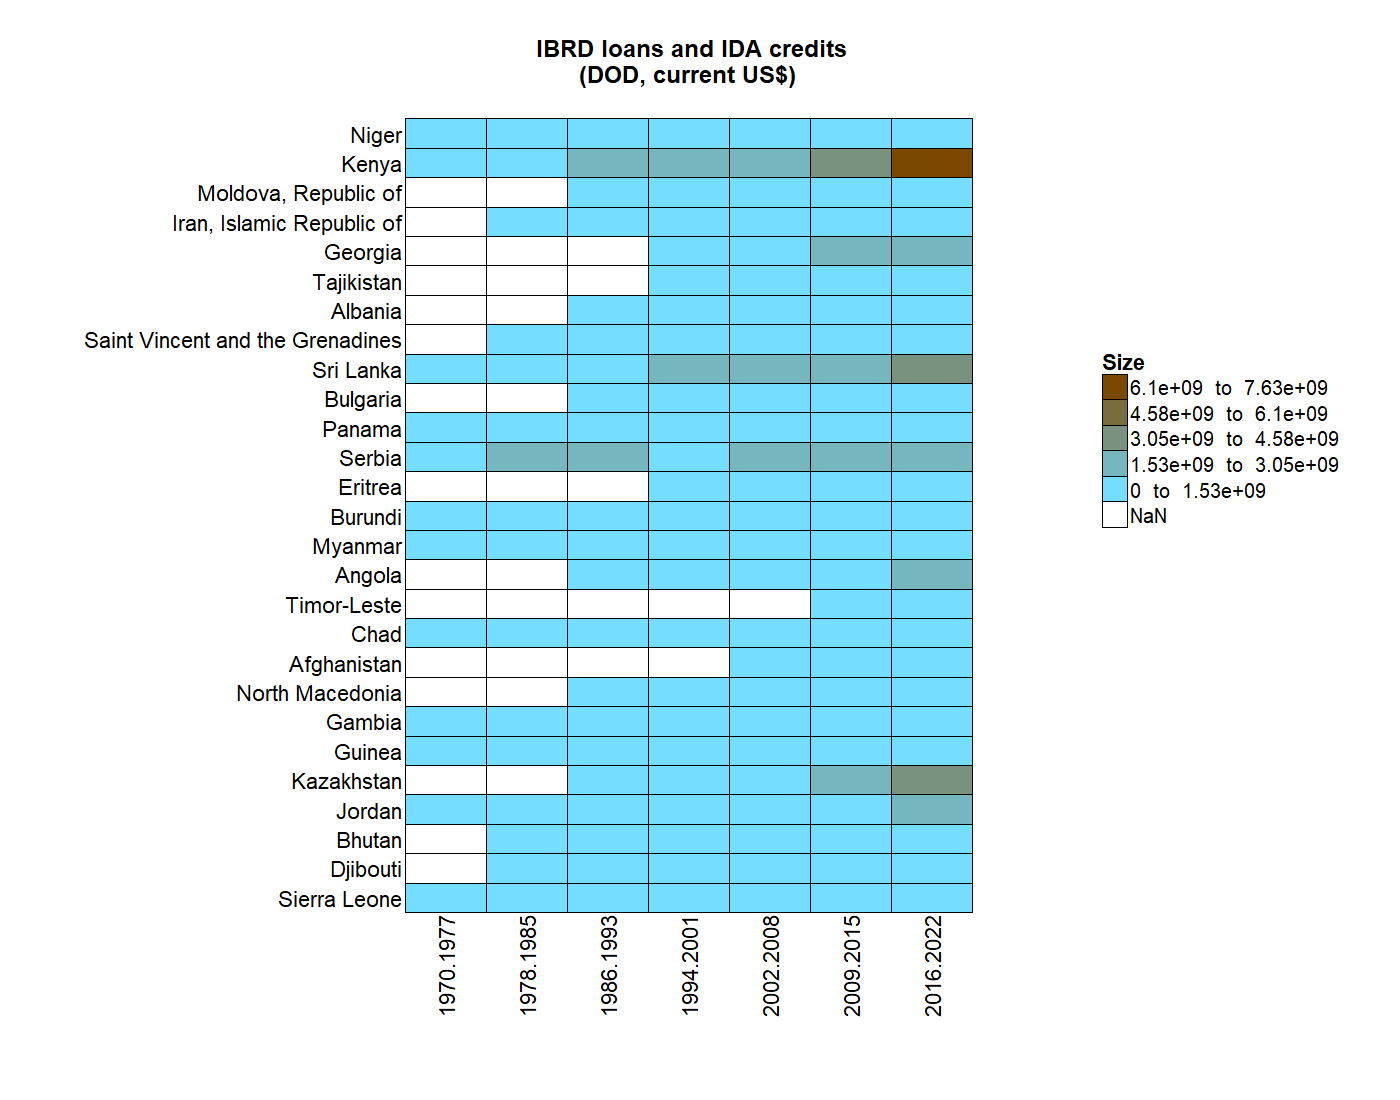 IBRD loans and IDA credits
(DOD, current US$)
Niger
Kenya
Moldova, Republic of
Iran, Islamic Republic of
Georgia
Tajikistan
Albania
Saint Vincent and the Grenadines
Sri Lanka
Bulgaria
Panama
Serbia
Eritrea
Burundi
Myanmar
Angola
Timor-Leste
Chad
Afghanistan
North Macedonia
Gambia
Guinea
Kazakhstan
Jordan
Bhutan
Djibouti
Sierra Leone
1970.1977
1978.1985
1986.1993
1994.2001
2002.2008
2009.2015
2016.2022
Size
6.1e+09 to 7.63e+09
4.58e+09 to 6.1e+09
3.05e+09 to 4.58e+09
1.53e+09 to 3.05e+09
0 to 1.53e+09
NaN